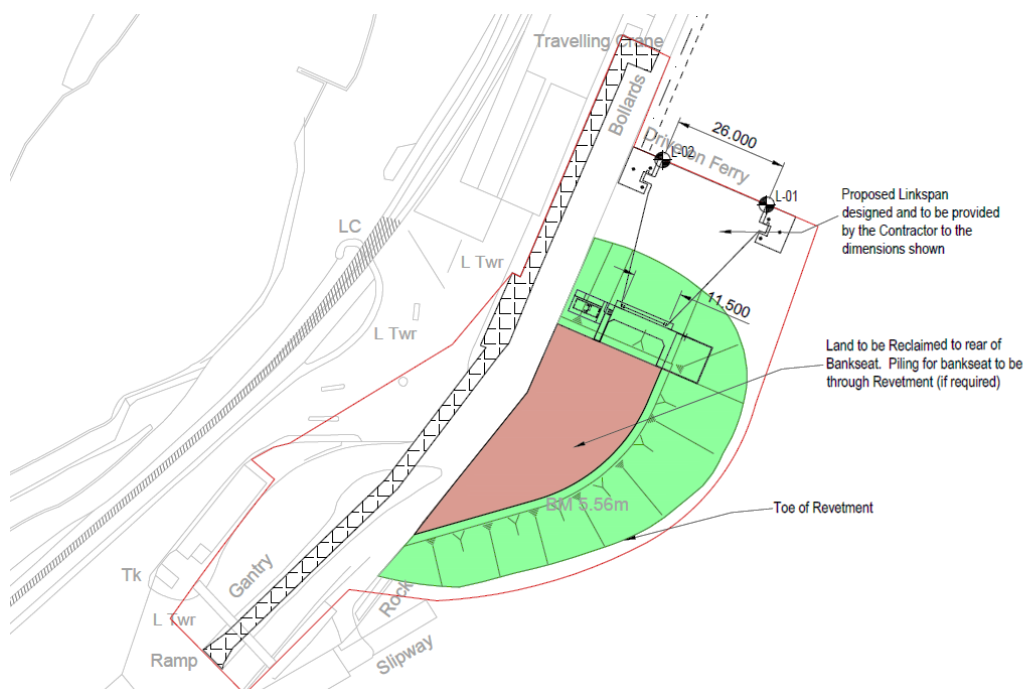 Travelling Crane
Bollards
Drive on Ferry
26.000
L-02
L-01
Proposed Linkspan
designed and to be provided
by the Contractor to the
dimensions shown
LC
L Twr
L Twr
11.500
Land to be Reclaimed to rear of
Bankseat. Piling for bankseat to be
through Revetment (if required)
BM 5.56m
Toe of Revetment
Tk
Gantry
Rock
L Twr
Ramp
Slipway